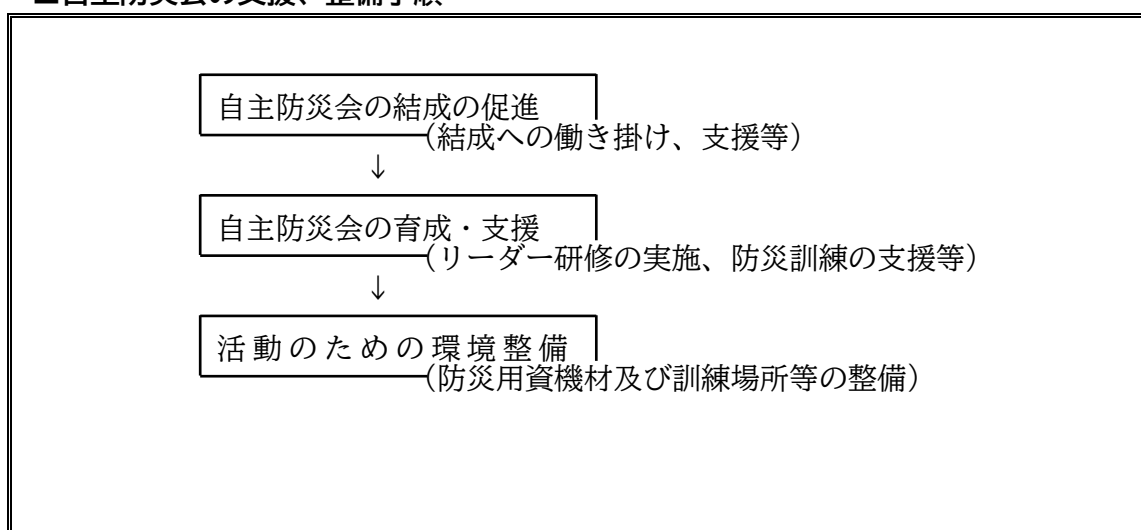 ■自主防災会の支援、整備手順
自主防災会の結成の促進
(結成への働き掛け、支援等)
↓
自主防災会の育成・支援
(リーダー研修の実施、防災訓練の支援等)
↓
活動のための環境整備
(防災用資機材及び訓練場所等の整備)